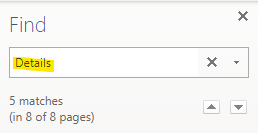 Find
Details
5 matches
(in 8 of 8 pages)